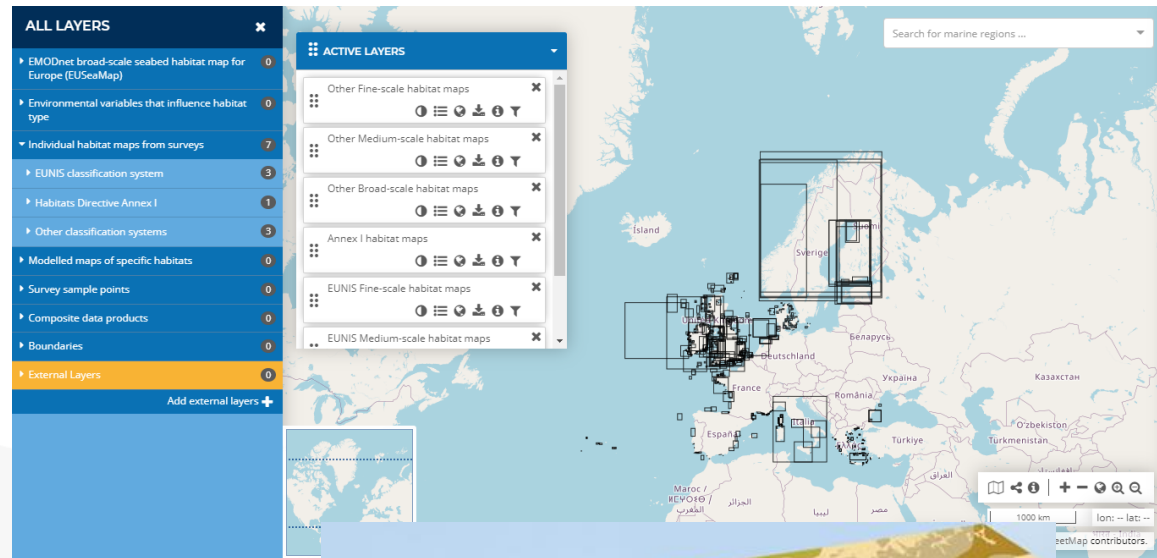 ALL LAYERS
EMODnet broad-scale seabed habitat map for
Europe (EUSeaMap)
0
Environmental variables that influence habitat
type
0
Individual habitat maps from surveys 7
EUNIS classification system 3
Habitats Directive Annex I 1
Other classification systems 3
Modelled maps of specific habitats 0
Survey sample points 0
Composite data products 0
Boundaries 0
External Layers 0
Add external layers
ACTIVE LAYERS
Other Fine-scale habitat maps
Other Medium-scale habitat maps
Other Broad-scale habitat maps
Annex I habitat maps
EUNIS Fine-scale habitat maps
EUNIS Medium-scale habitat maps
Search for marine regions ...
Ísland
Sverige
Suomi
Беларусь
Deutschland
Україна
Казахстан
France
România
Italia
O'zbekiston
España
Türkiye
Türkmenistan
العراق
Maroc /
ⵍⵎⵖⵔⵉⴱ /
المغرب
الجزائر
ليبيا
مصر
1000 km
lon: -- lat: --
eetMap contributors.